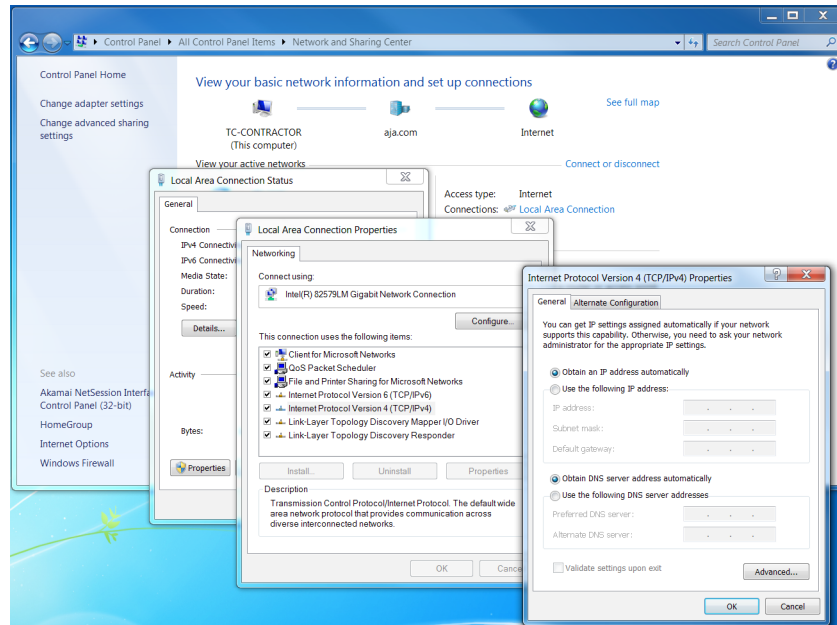 Control Panel ▸ All Control Panel Items ▸ Network and Sharing Center
Search Control Panel
Control Panel Home
Change adapter settings
Change advanced sharing
settings
See also
Akamai NetSession Interfa
Control Panel (32-bit)
HomeGroup
Internet Options
Windows Firewall
View your basic network information and set up connections
See full map
TC-CONTRACTOR
(This computer)
aja.com
Internet
View your active networks
Connect or disconnect
Access type: Internet
Connections: Local Area Connection
Local Area Connection Status
General
Connection
IPv4 Connectivi
IPv6 Connectivi
Media State:
Duration:
Speed:
Details...
Activity
Bytes:
Properties
Local Area Connection Properties
Networking
Connect using:
Intel(R) 82579LM Gigabit Network Connection
Configure...
This connection uses the following items:
Client for Microsoft Networks
QoS Packet Scheduler
File and Printer Sharing for Microsoft Networks
Internet Protocol Version 6 (TCP/IPv6)
Internet Protocol Version 4 (TCP/IPv4)
Link-Layer Topology Discovery Mapper I/O Driver
Link-Layer Topology Discovery Responder
Install... Uninstall Properties
Description
Transmission Control Protocol/Internet Protocol. The default wide
area network protocol that provides communication across
diverse interconnected networks.
OK Cance
Internet Protocol Version 4 (TCP/IPv4) Properties
General Alternate Configuration
You can get IP settings assigned automatically if your network
supports this capability. Otherwise, you need to ask your network
administrator for the appropriate IP settings.
Obtain an IP address automatically
Use the following IP address:
IP address:
Subnet mask:
Default gateway:
Obtain DNS server address automatically
Use the following DNS server addresses
Preferred DNS server:
Alternate DNS server:
Validate settings upon exit
Advanced...
OK Cancel